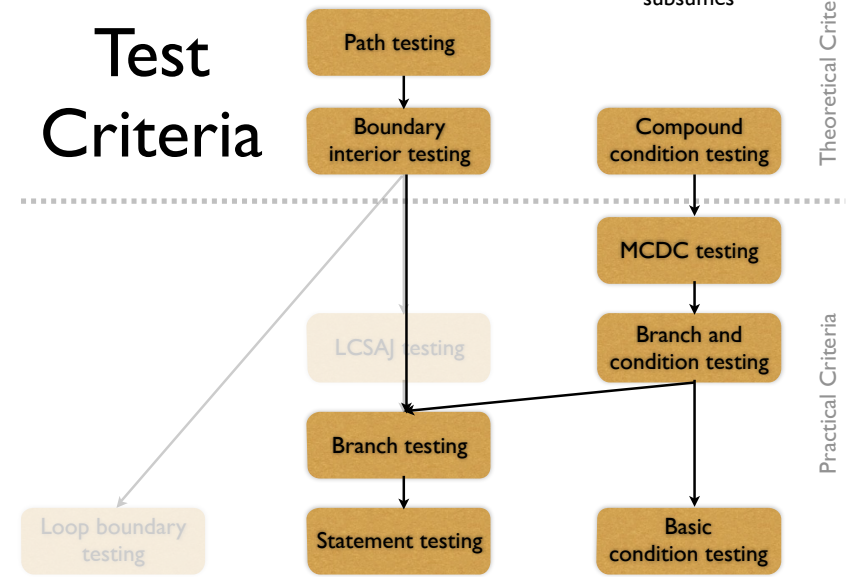 subsumes
Test
Criteria
Path testing
Boundary
interior testing
Compound
condition testing
Theoretical Crite
MCDC testing
LCSAJ testing
Branch and
condition testing
Practical Criteria
Branch testing
Loop boundary
testing
Statement testing
Basic
condition testing